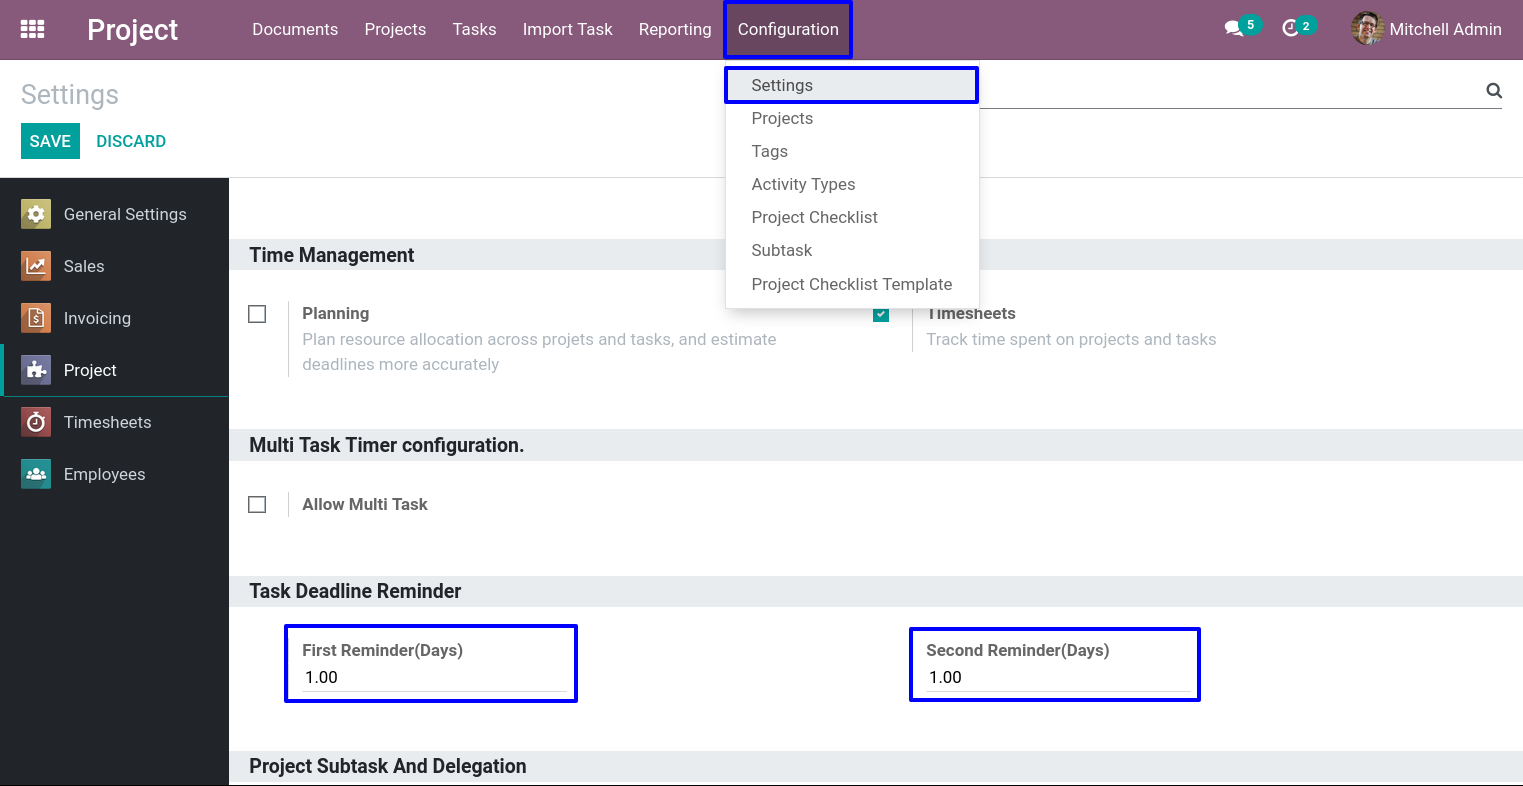 Project
Documents
Projects
Tasks
Import Task
Reporting
Configuration
5
2
Mitchell Admin
Settings
SAVE
DISCARD
Settings
Projects
Tags
Activity Types
Project Checklist
Subtask
Project Checklist Template
General Settings
Sales
Invoicing
Project
Timesheets
Employees
Time Management
Planning
Plan resource allocation across projets and tasks, and estimate
deadlines more accurately
Timesheets
Track time spent on projects and tasks
Multi Task Timer configuration.
Allow Multi Task
Task Deadline Reminder
First Reminder(Days)
1.00
Second Reminder(Days)
1.00
Project Subtask And Delegation